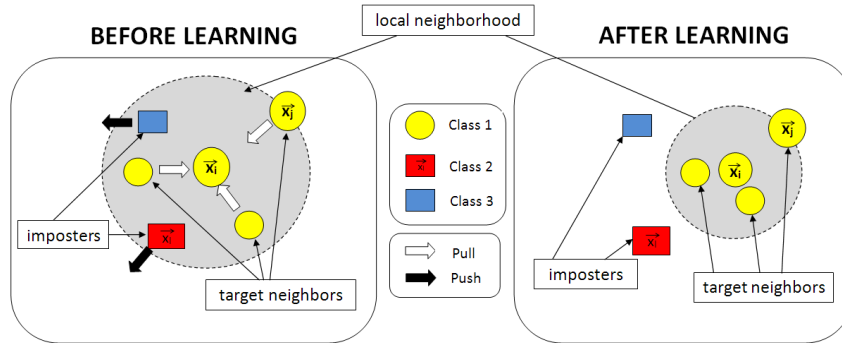 local neighborhood
BEFORE LEARNING
AFTER LEARNING
x⃗j
x⃗i
x⃗l
imposters
target neighbors
Class 1
Class 2
Class 3
Pull
Push
x⃗j
x⃗i
imposters
target neighbors